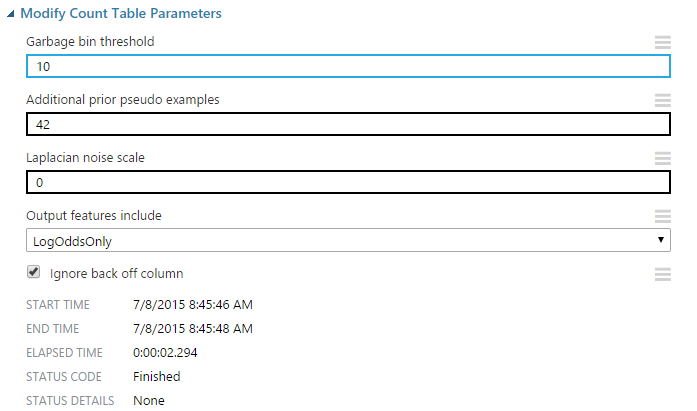 Modify Count Table Parameters
Garbage bin threshold
10
Additional prior pseudo examples
42
Laplacian noise scale
0
Output features include
LogOddsOnly
Ignore back off column
START TIME 7/8/2015 8:45:46 AM
END TIME 7/8/2015 8:45:48 AM
ELAPSED TIME 0:00:02.294
STATUS CODE Finished
STATUS DETAILS None